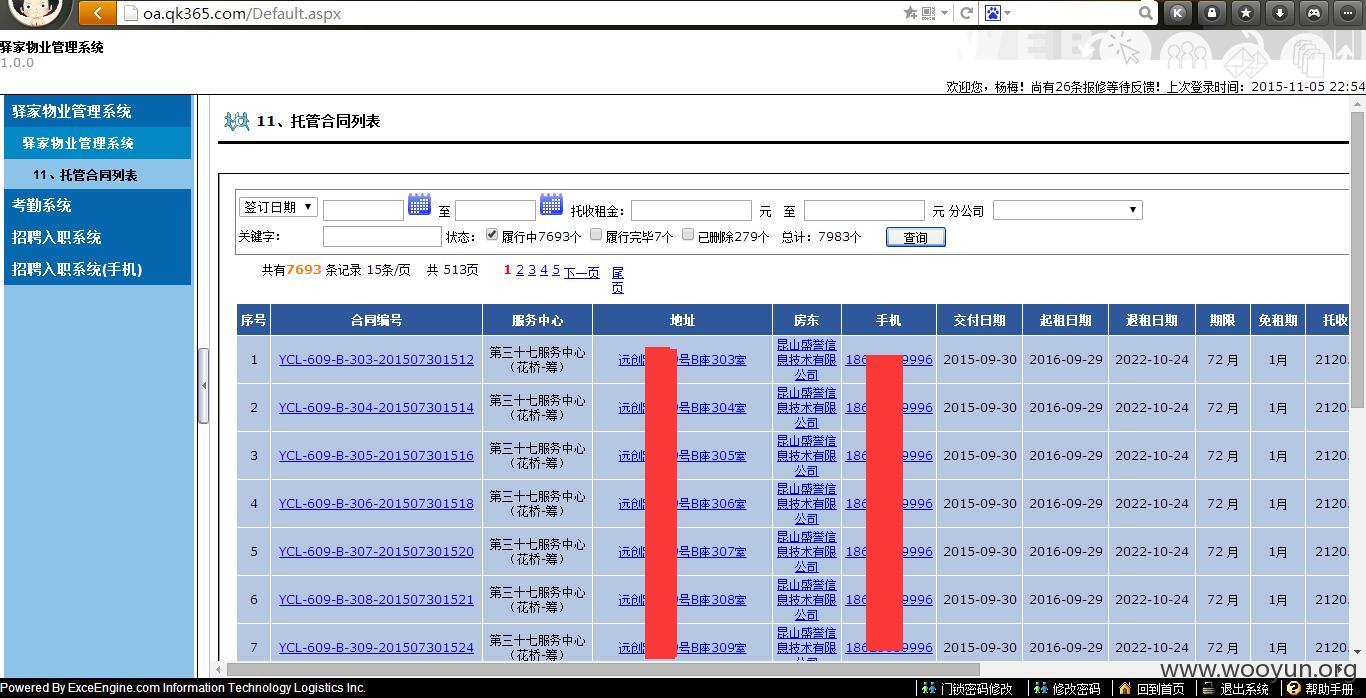 oa.qk365.com/Default.aspx
驿家物业管理系统
1.0.0
欢迎您，杨梅！尚有26条报修等待反馈！上次登录时间：2015-11-05 22:54
驿家物业管理系统
驿家物业管理系统
11、托管合同列表
考勤系统
招聘入职系统
招聘入职系统(手机)
11、托管合同列表
签订日期 至 托收租金： 元 至 元 分公司
关键字： 状态： 履行中7693个 履行完毕7个 已删除279个 总计：7983个 查询
共有7693 条记录 15条/页 共 513页 1 2 3 4 5 下一页 尾
页
序号 合同编号 服务中心 地址 房东 手机 交付日期 起租日期 退租日期 期限 免租期 托收
1 YCL-609-B-303-201507301512 第三十七服务中心（花桥-筹） 远创 号B座303室 昆山盛誉信息技术有限公司 186 9996 2015-09-30 2016-09-29 2022-10-24 72 月 1月 2120.
2 YCL-609-B-304-201507301514 第三十七服务中心（花桥-筹） 远创 号B座304室 昆山盛誉信息技术有限公司 186 9996 2015-09-30 2016-09-29 2022-10-24 72 月 1月 2120.
3 YCL-609-B-305-201507301516 第三十七服务中心（花桥-筹） 远创 号B座305室 昆山盛誉信息技术有限公司 186 9996 2015-09-30 2016-09-29 2022-10-24 72 月 1月 2120.
4 YCL-609-B-306-201507301518 第三十七服务中心（花桥-筹） 远创 号B座306室 昆山盛誉信息技术有限公司 186 9996 2015-09-30 2016-09-29 2022-10-24 72 月 1月 2120.
5 YCL-609-B-307-201507301520 第三十七服务中心（花桥-筹） 远创 号B座307室 昆山盛誉信息技术有限公司 186 9996 2015-09-30 2016-09-29 2022-10-24 72 月 1月 2120.
6 YCL-609-B-308-201507301521 第三十七服务中心（花桥-筹） 远创 号B座308室 昆山盛誉信息技术有限公司 186 9996 2015-09-30 2016-09-29 2022-10-24 72 月 1月 2120.
7 YCL-609-B-309-201507301524 第三十七服务中心（花桥-筹） 远创 号B座309室 昆山盛誉信息技术有限 186 9996 2015-09-30 2016-09-29 2022-10-24 72 月 1月 2120.
www.wooyun.org
Powered By ExceEngine.com Information Technology Logistics Inc. 门锁密码修改 修改密码 回到首页 退出系统 帮助手册